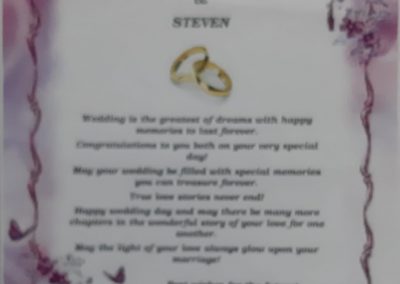 STEVEN
Wedding is the greatest of dreams with happy
memories to last forever.
Congratulations to you both on your very special
day!
May your wedding be filled with special memories
you can treasure forever.
True love stories never end!
Happy wedding day and may there be many more
chapters in the wonderful story of your love for one
another.
May the light of your love always glow upon your
marriage!